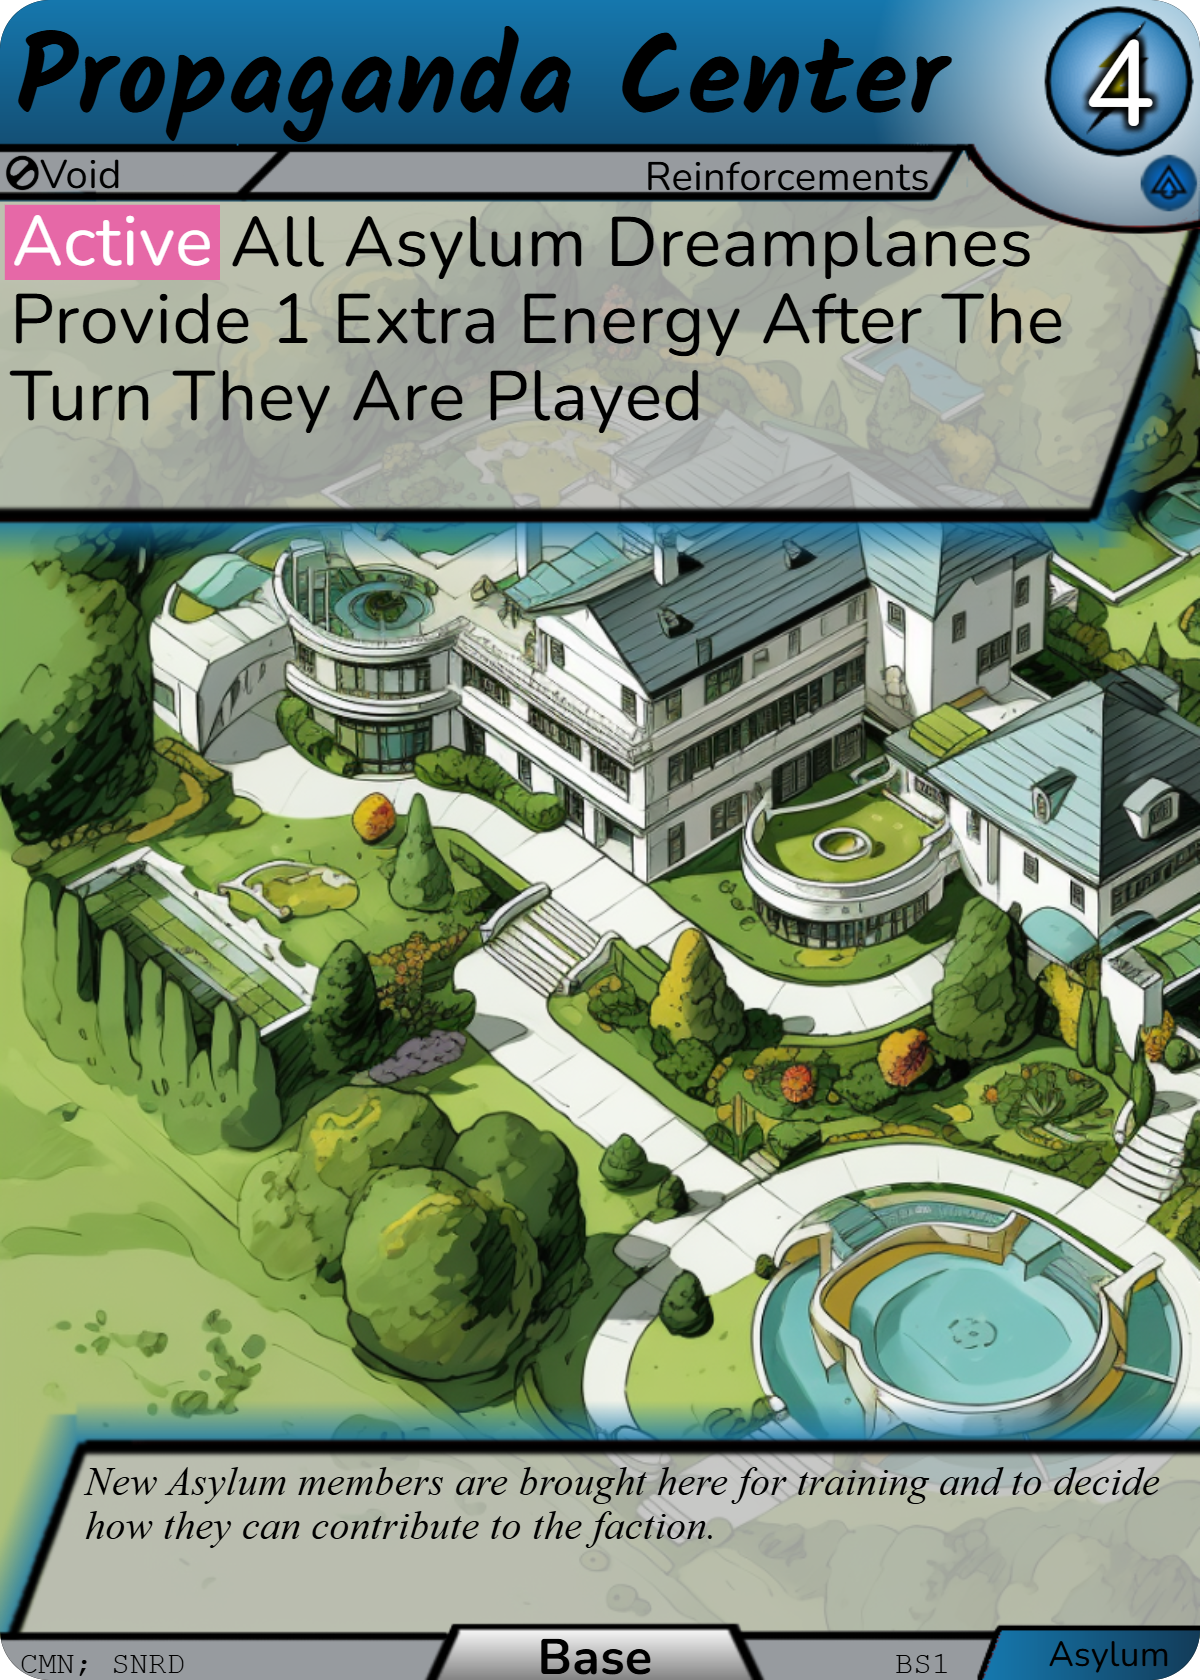 Propaganda Center
4
Void
Reinforcements
Active All Asylum Dreamplanes
Provide 1 Extra Energy After The
Turn They Are Played
New Asylum members are brought here for training and to decide
how they can contribute to the faction.
CMN; SNRD
Base
BS1
Asylum